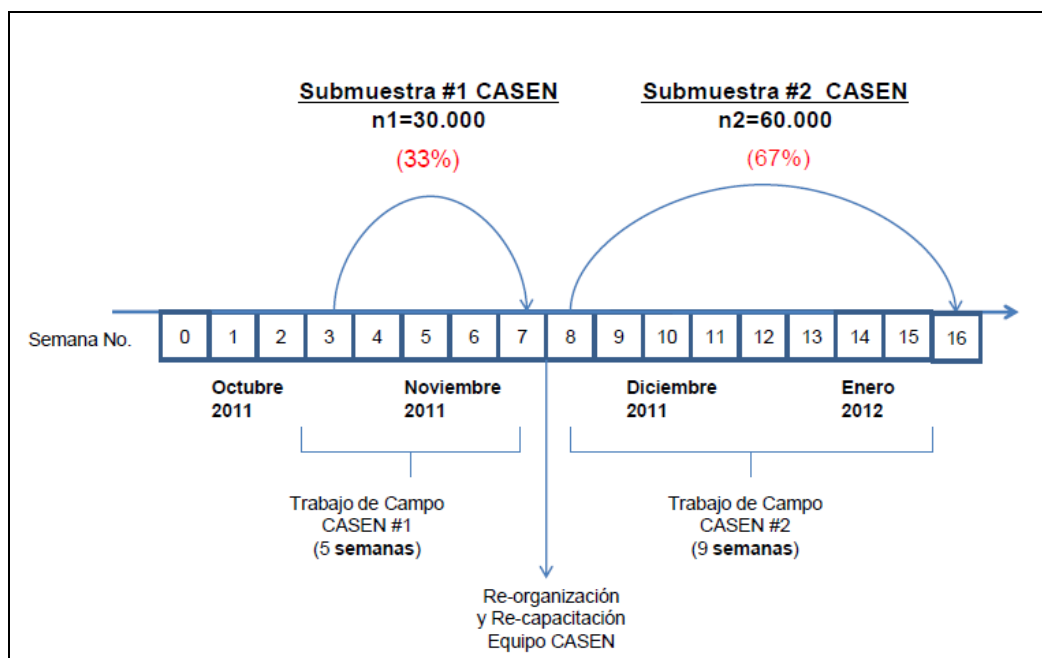 Submuestra #1 CASEN
n1=30.000
(33%)
Submuestra #2 CASEN
n2=60.000
(67%)
Semana No. 0 1 2 3 4 5 6 7 8 9 10 11 12 13 14 15 16
Octubre
2011
Noviembre
2011
Diciembre
2011
Enero
2012
Trabajo de Campo
CASEN #1
(5 semanas)
Trabajo de Campo
CASEN #2
(9 semanas)
Re-organización
y Re-capacitación
Equipo CASEN